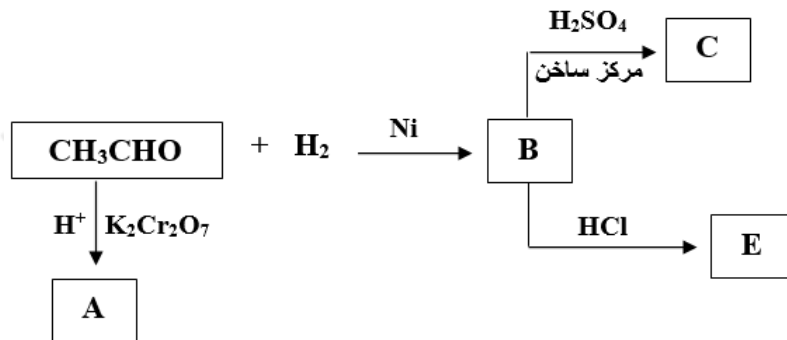 H₂SO₄
C
مركز ساخن
CH₃CHO + H₂
Ni
B
H⁺ K₂Cr₂O₇
HCl
E
A